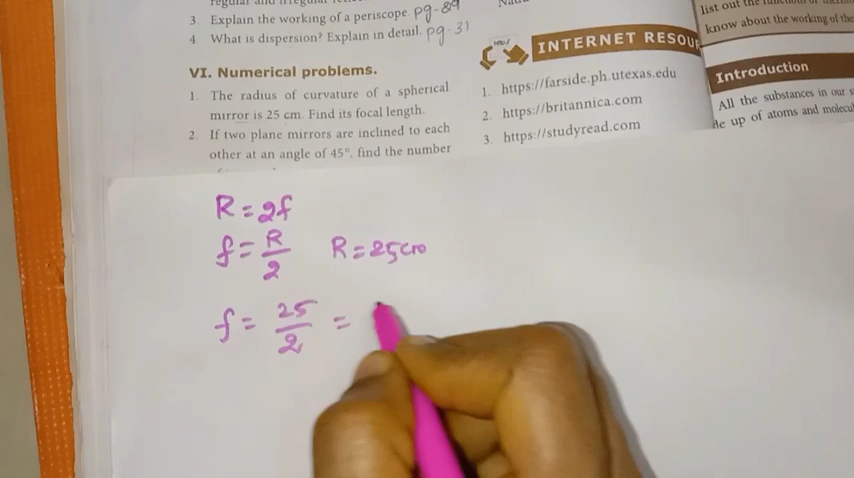 3. Explain the working of a periscope. pg-89
4. What is dispersion? Explain in detail. pg-31
VI. Numerical problems.
1. The radius of curvature of a spherical
mirror is 25 cm. Find its focal length.
2. If two plane mirrors are inclined to each
other at an angle of 45°, find the number
INTERNET RESOU
1. https://farside.ph.utexas.edu
2. https://britannica.com
3. https://studyread.com
list out the
know about the working of the
Introduction
All the substances in our
up of atoms and
R = 2f
f = R/2 R = 25cm
f = 25/2 =